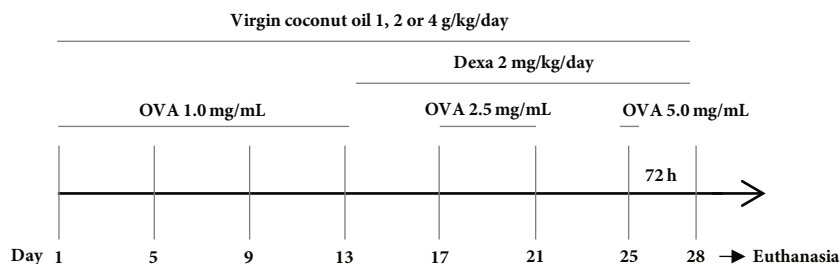 Virgin coconut oil 1, 2 or 4 g/kg/day
Dexa 2 mg/kg/day
OVA 1.0 mg/mL OVA 2.5 mg/mL OVA 5.0 mg/mL
72 h
Day 1 5 9 13 17 21 25 28 Euthanasia